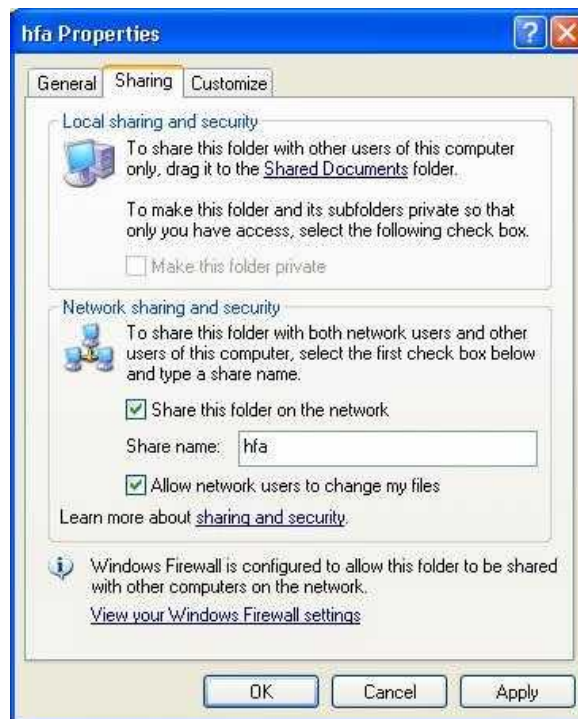 hfa Properties
General Sharing Customize
Local sharing and security
To share this folder with other users of this computer
only, drag it to the Shared Documents folder.
To make this folder and its subfolders private so that
only you have access, select the following check box.
Make this folder private
Network sharing and security
To share this folder with both network users and other
users of this computer, select the first check box below
and type a share name.
Share this folder on the network
Share name: hfa
Allow network users to change my files
Learn more about sharing and security.
Windows Firewall is configured to allow this folder to be shared
with other computers on the network.
View your Windows Firewall settings
OK Cancel Apply